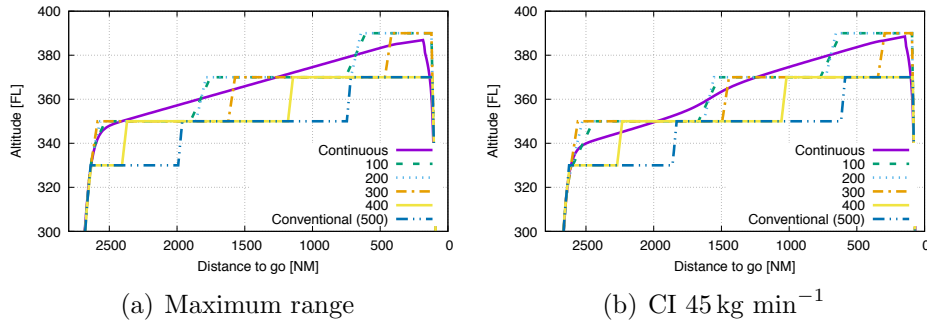 400
380
360
340
320
300
Altitude [FL]
Continuous
100
200
300
400
Conventional (500)
2500 2000 1500 1000 500 0
Distance to go [NM]
(a) Maximum range
400
380
360
340
320
300
Altitude [FL]
Continuous
100
200
300
400
Conventional (500)
2500 2000 1500 1000 500 0
Distance to go [NM]
(b) CI 45 kg min⁻¹